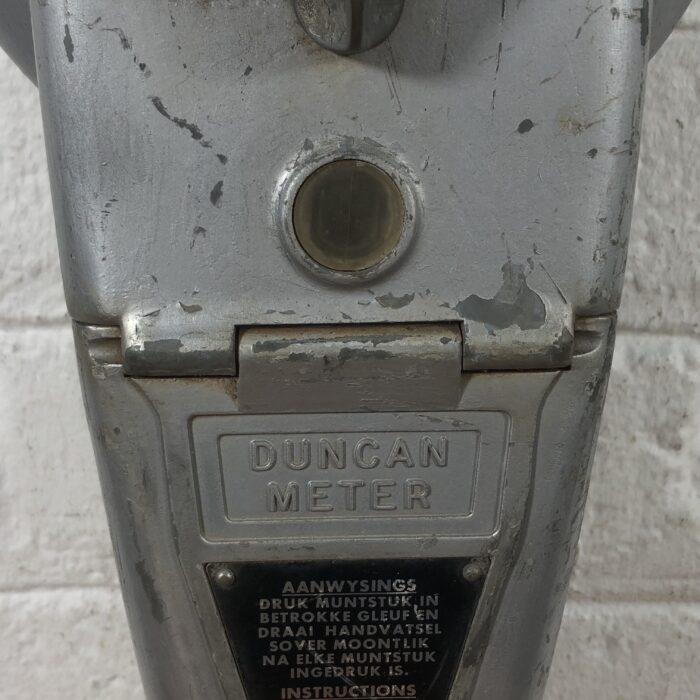 DUNCAN
METER
AANWYSINGS
DRUK MUNTSTUK IN
BETROKKE GLEUF EN
DRAAI HANDVATSEL
SOVER MOONTLIK
NA ELKE MUNTSTUK
INGEDRUK IS.
INSTRUCTIONS